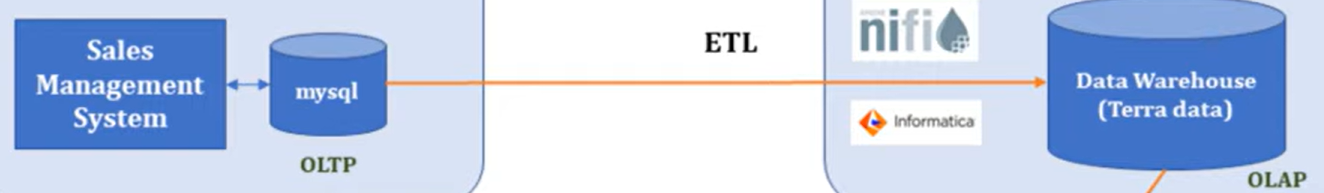 Sales
Management
System
mysql
OLTP
ETL
nifi
Informatica
Data Warehouse
(Terra data)
OLAP